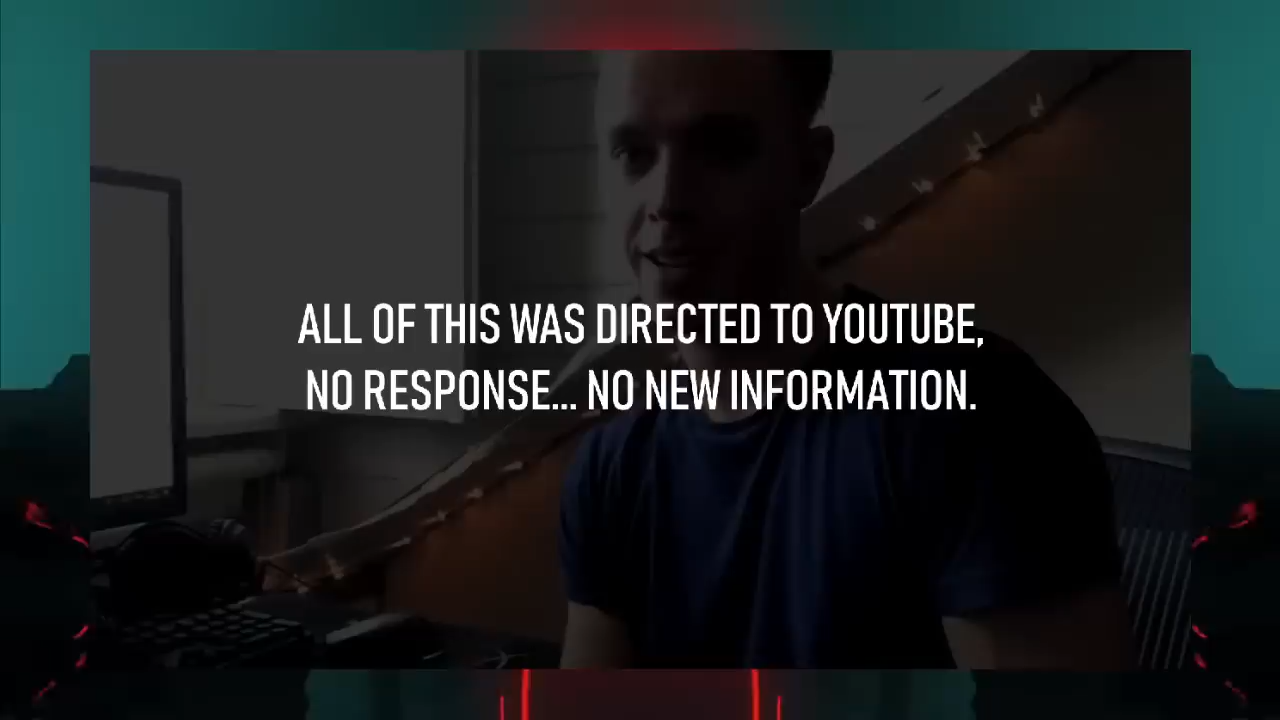 ALL OF THIS WAS DIRECTED TO YOUTUBE,
NO RESPONSE... NO NEW INFORMATION.